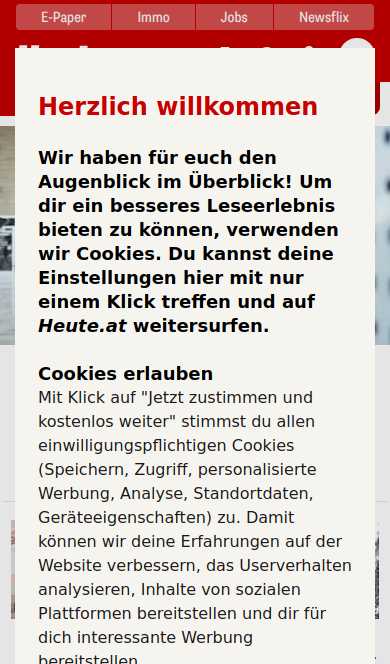 E-Paper
Immo
Jobs
Newsflix
Herzlich willkommen
Wir haben für euch den
Augenblick im Überblick! Um
dir ein besseres Leseerlebnis
bieten zu können, verwenden
wir Cookies. Du kannst deine
Einstellungen hier mit nur
einem Klick treffen und auf
Heute.at weitersurfen.
Cookies erlauben
Mit Klick auf "Jetzt zustimmen und
kostenlos weiter" stimmst du allen
einwilligungspflichtigen Cookies
(Speichern, Zugriff, personalisierte
Werbung, Analyse, Standortdaten,
Geräteeigenschaften) zu. Damit
können wir deine Erfahrungen auf der
Website verbessern, das Userverhalten
analysieren, Inhalte von sozialen
Plattformen bereitstellen und dir für
dich interessante Werbung
bereitstellen